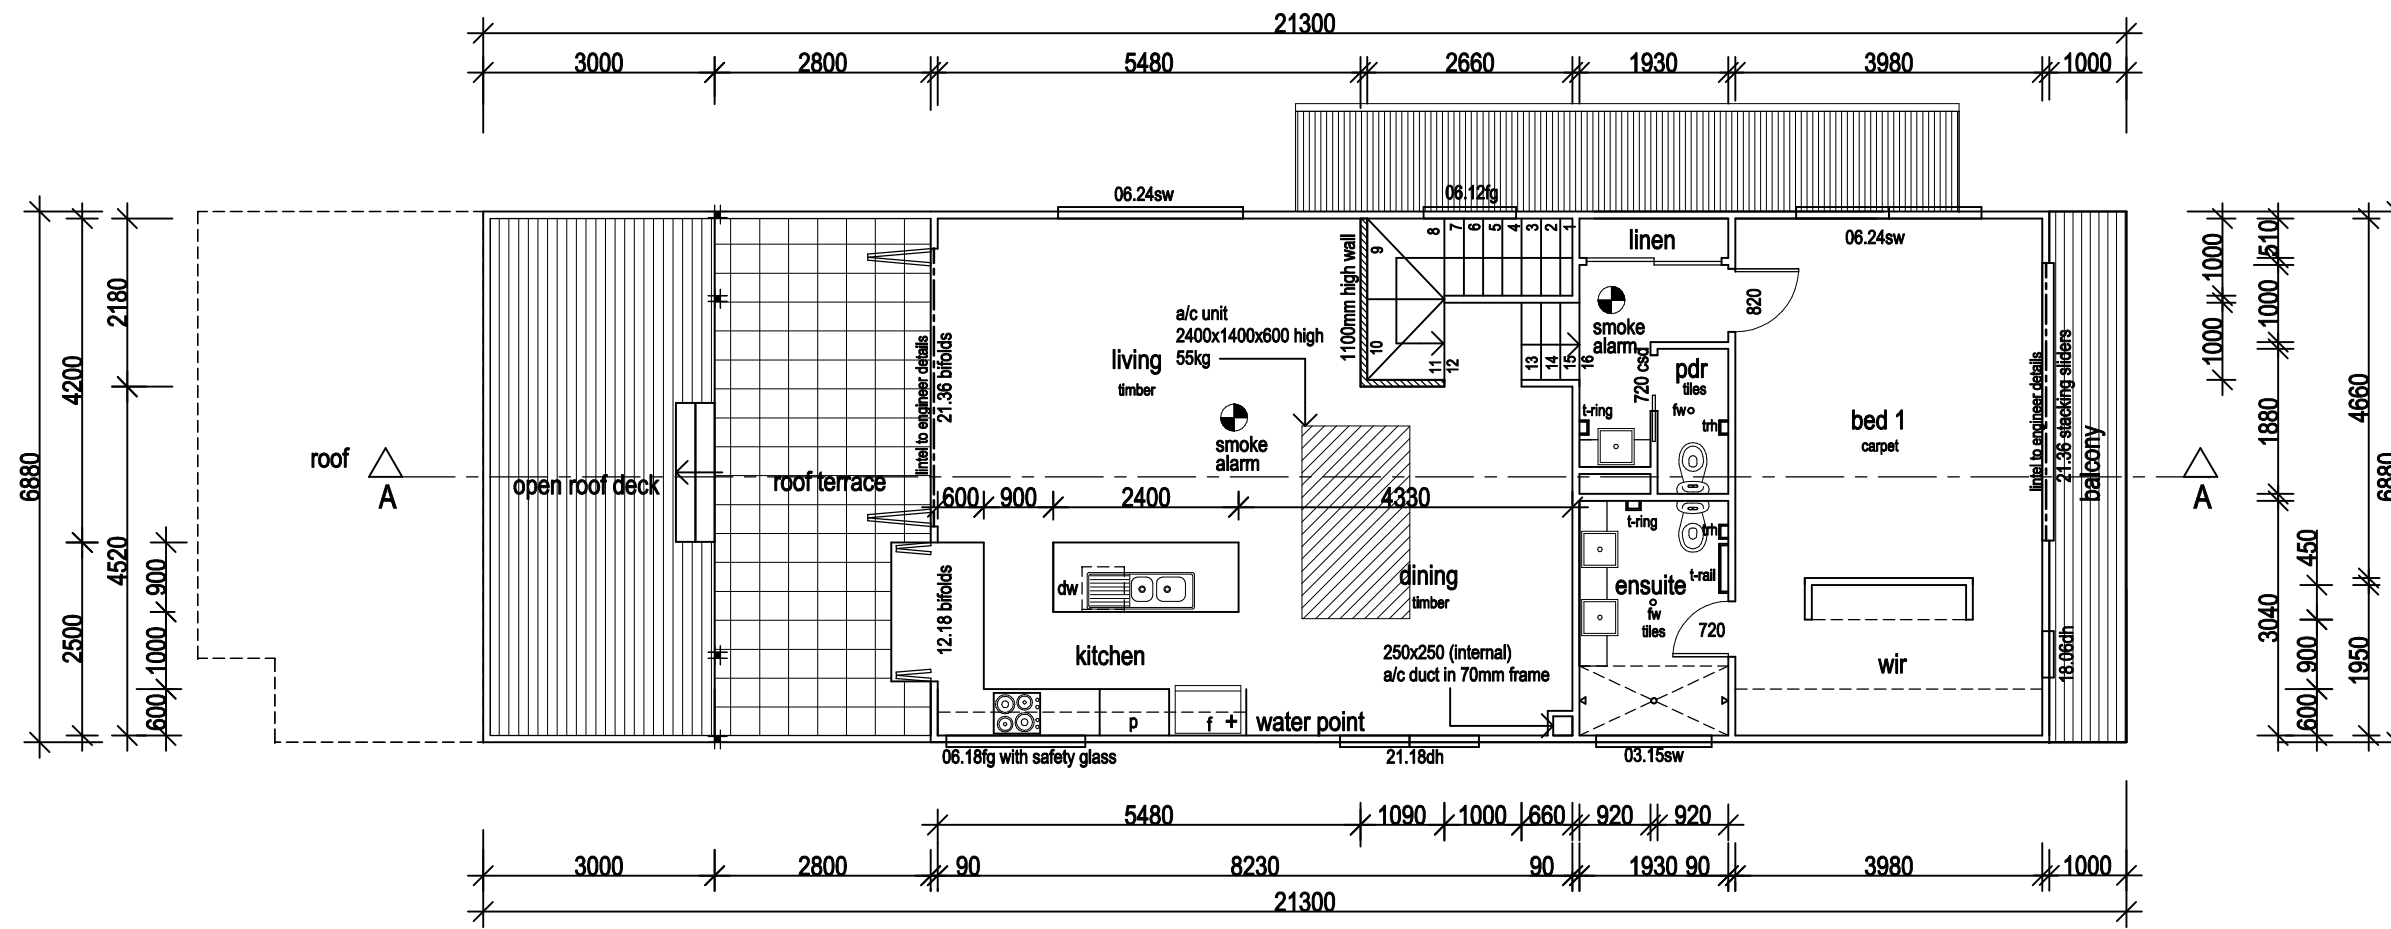 21300
3000 2800 5480 2660 1930 3980 1000
06.24sw
06.12fg
06.24sw
linen
1 2 3 4 5 6 7 8
9
10
11
12
13
14
15
16
1100mm high wall
820
smoke
alarm
a/c unit
2400x1400x600 high
55kg
living
timber
smoke
alarm
lintel to engineer details
21.36 bifolds
720 csd
pdr
tiles
fw
trh
t-ring
bed 1
carpet
lintel to engineer details
21.36 stacking sliders
balcony
roof
A
open roof deck
roof terrace
A
600 900 2400 4330
t-ring
trh
t-rail
ensuite
fw
tiles
720
dw
12.18 bifolds
dining
timber
kitchen
250x250 (internal)
a/c duct in 70mm frame
wir
18.06dh
p
f
water point
06.18fg with safety glass
21.18dh
03.15sw
6880
4200
2500
2180
4520
900
1000
600
1000
1000
510
1000
1880
3040
450
900
600
4660
1950
6880
5480 1090 1000 660 920 920
3000 2800 90 8230 90 1930 90 3980 1000
21300